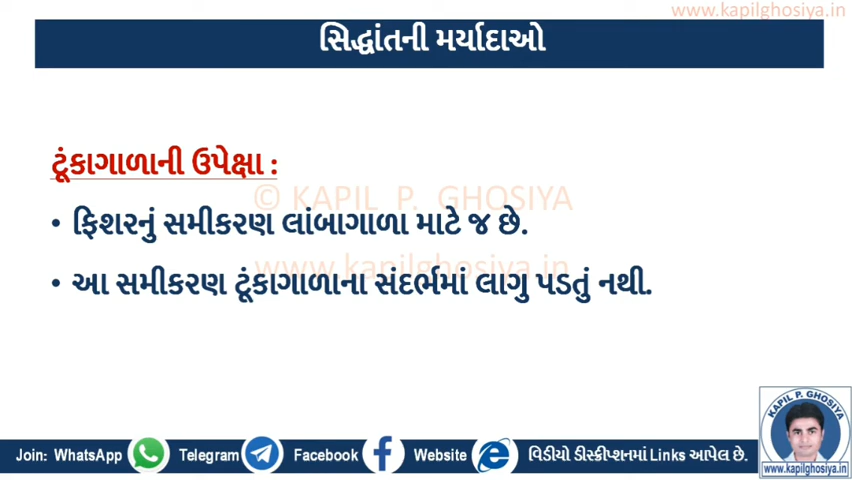 www.kapilghosiya.in
સિદ્ધાંતની મર્યાદાઓ
ટૂંકાગાળાની ઉપેક્ષા :
© KAPIL P. GHOSIYA
• ફિશરનું સમીકરણ લાંબાગાળા માટે જ છે.
www.kapilghosiya.in
• આ સમીકરણ ટૂંકાગાળાના સંદર્ભમાં લાગુ પડતું નથી.
KAPIL P. GHOSIYA
www.kapilghosiya.in
Join: WhatsApp Telegram Facebook Website વિડીયો ડીસ્ક્રીપ્શનમાં Links આપેલ છે.